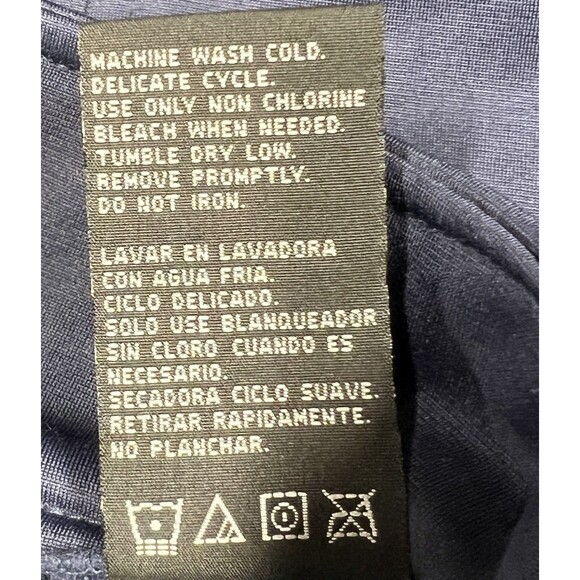 MACHINE WASH COLD.
DELICATE CYCLE.
USE ONLY NON CHLORINE
BLEACH WHEN NEEDED.
TUMBLE DRY LOW.
REMOVE PROMPTLY.
DO NOT IRON.
LAVAR EN LAVADORA
CON AGUA FRIA.
CICLO DELICADO.
SOLO USE BLANQUEADOR
SIN CLORO CUANDO ES
NECESARIO.
SECADORA CICLO SUAVE.
RETIRAR RAPIDAMENTE.
NO PLANCHAR.